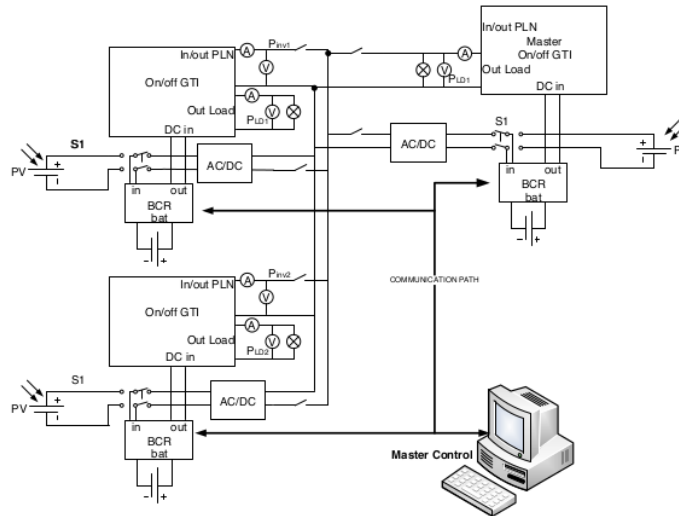 In/out PLN
A
Pinv1
On/off GTI
V
A
Out Load
PLD1
V
DC in
S1
PV
+
-
AC/DC
in out
BCR
bat
- +
In/out PLN
Master
On/off GTI
A
Out Load
V
PLD1
DC in
S1
AC/DC
+
-
P
in out
BCR
bat
- +
COMMUNICATION PATH
In/out PLN
A
Pinv2
On/off GTI
V
A
Out Load
PLD2
V
DC in
S1
PV
+
-
AC/DC
in out
BCR
bat
- +
Master Control